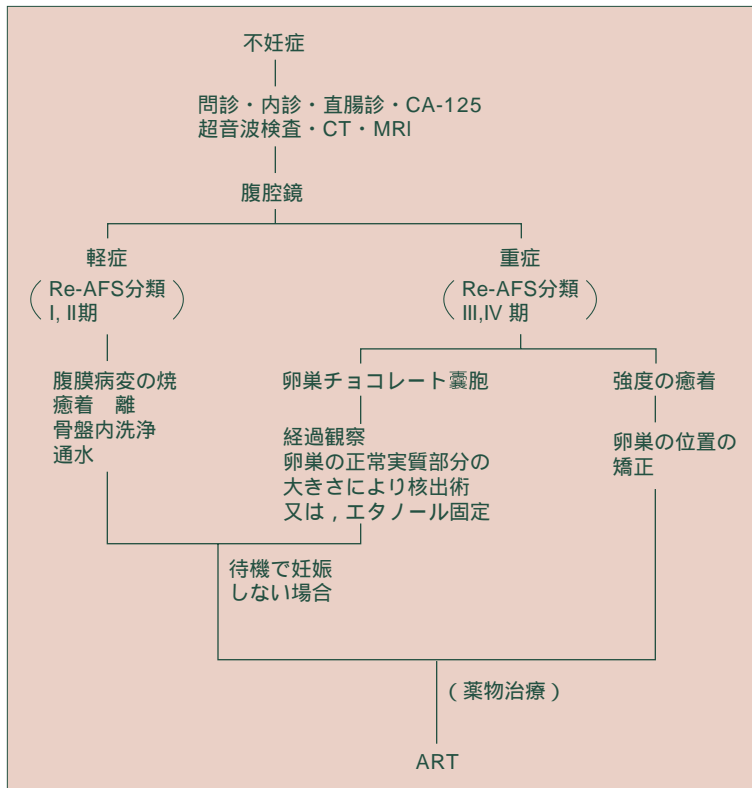 不妊症
問診・内診・直腸診・CA-125
超音波検査・CT・MRI
腹腔鏡
軽症
(Re-AFS分類
I, II期)
重症
(Re-AFS分類
III,IV 期)
腹膜病変の焼
癒着　離
骨盤内洗浄
通水
卵巣チョコレート嚢胞
経過観察
卵巣の正常実質部分の
大きさにより核出術
又は，エタノール固定
強度の癒着
卵巣の位置の
矯正
待機で妊娠
しない場合
(薬物治療)
ART